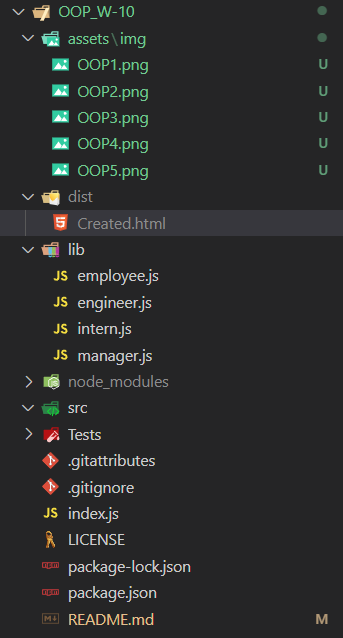 OOP_W-10
assets\img
OOP1.png U
OOP2.png U
OOP3.png U
OOP4.png U
OOP5.png U
dist
Created.html
lib
JS employee.js
JS engineer.js
JS intern.js
JS manager.js
node_modules
src
Tests
.gitattributes
.gitignore
JS index.js
LICENSE
package-lock.json
package.json
README.md M